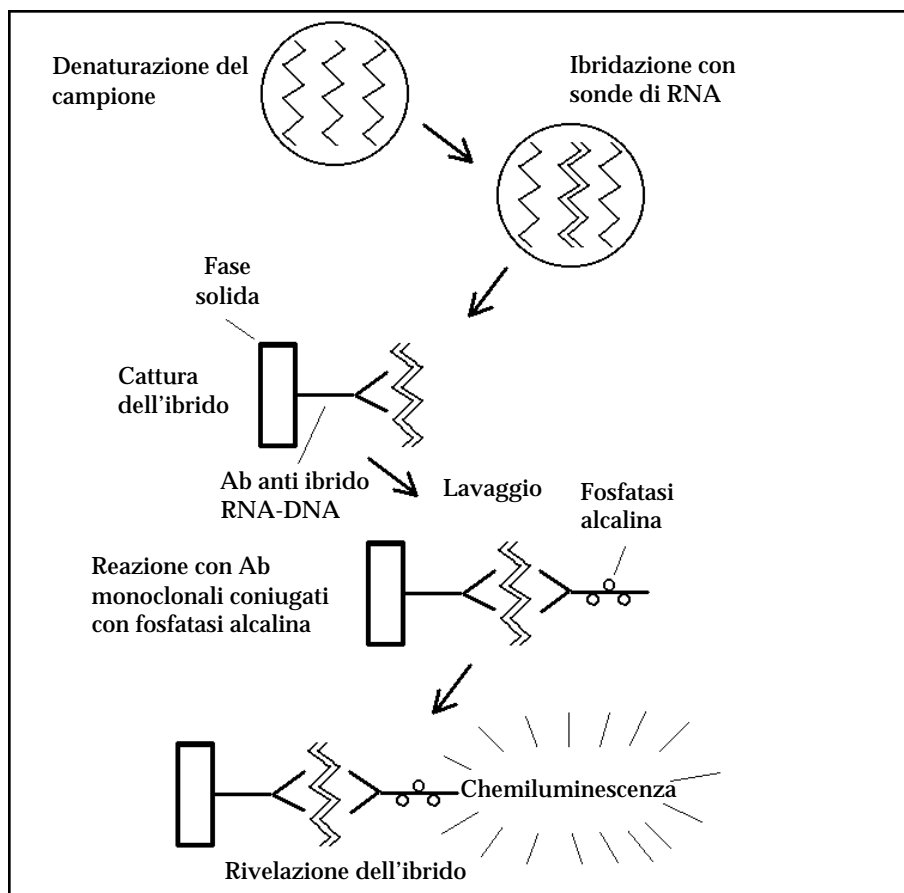 Denaturazione del
campione
Ibridazione con
sonde di RNA
Fase
solida
Cattura
dell'ibrido
Ab anti ibrido
RNA-DNA
Lavaggio
Fosfatasi
alcalina
Reazione con Ab
monoclonali coniugati
con fosfatasi alcalina
Chemiluminescenza
Rivelazione dell'ibrido